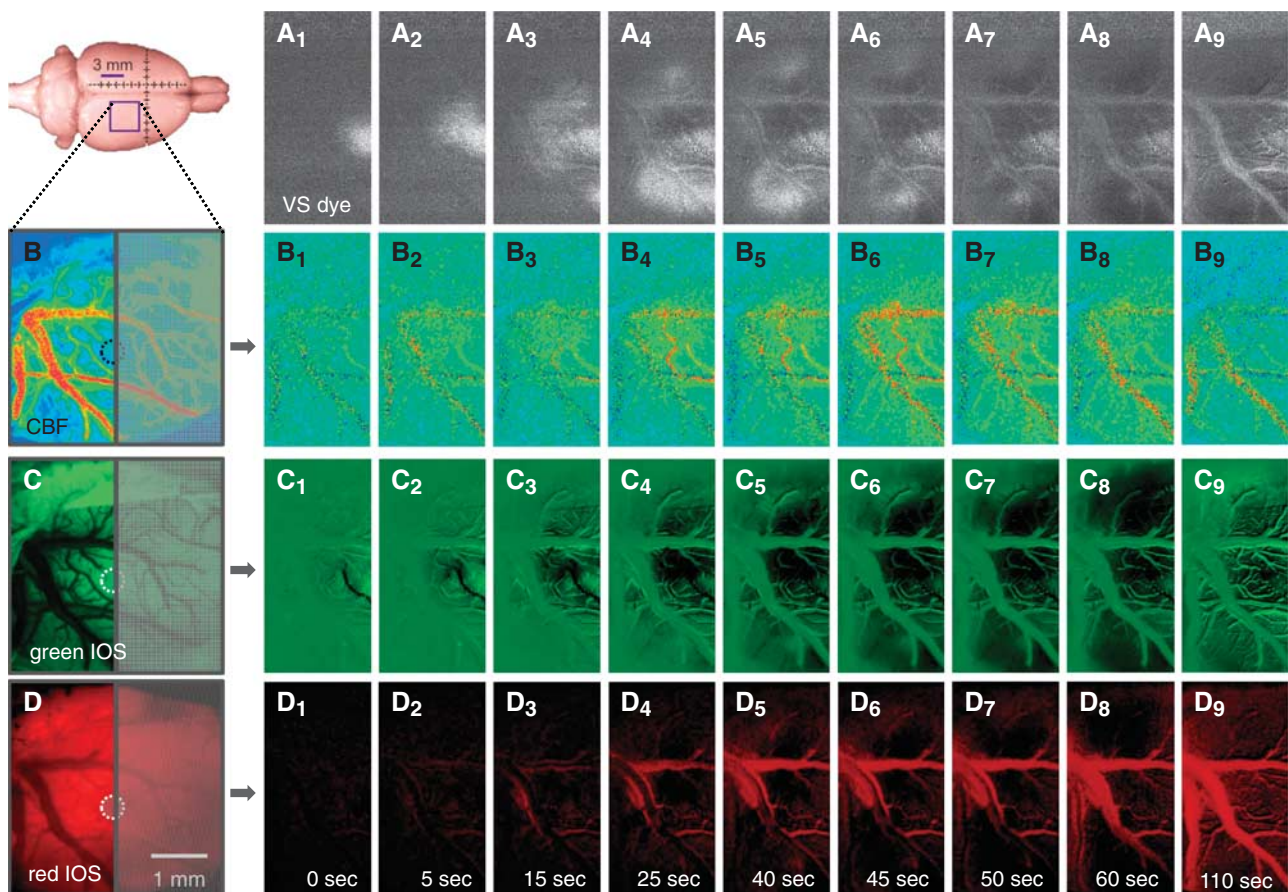 3 mm
A1 A2 A3 A4 A5 A6 A7 A8 A9
VS dye
B B1 B2 B3 B4 B5 B6 B7 B8 B9
CBF
C C1 C2 C3 C4 C5 C6 C7 C8 C9
green IOS
D D1 D2 D3 D4 D5 D6 D7 D8 D9
red IOS
1 mm
0 sec 5 sec 15 sec 25 sec 40 sec 45 sec 50 sec 60 sec 110 sec